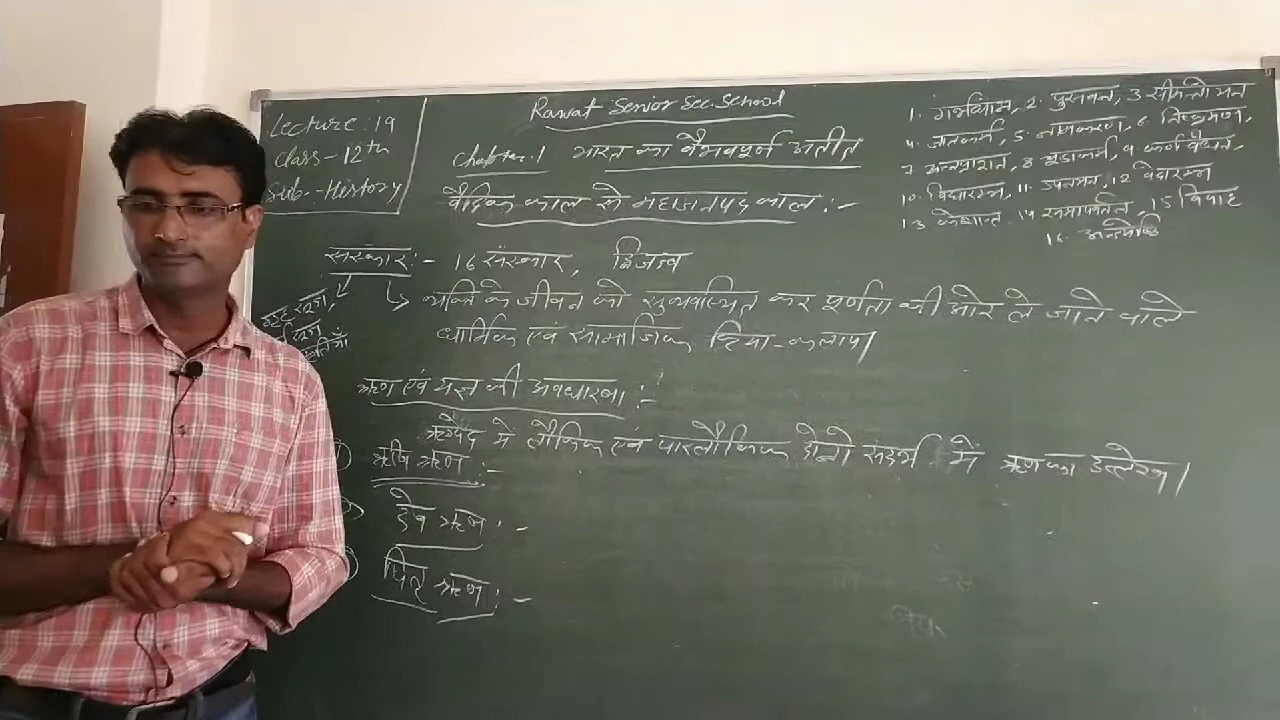 Lecture : 19
Class - 12th
Sub. - History
Rawat Senior Sec. School
Chapter. 1 भारत का वैभवपूर्ण अतीत
वैदिक काल से महाजनपद काल :-
1. गर्भाधान, 2. पुंसवन, 3 सीमन्तोनयन
4. जातकर्म, 5. नामकरण, 6. निष्क्रमण,
7 अन्नप्राशन, 8 चूडाकर्म, 9 कर्ण वेधन,
10. विद्यारम्भ, 11. उपनयन, 12 वेदारम्भ
13 केशान्त 14 समावर्तन, 15 विवाह
16. अन्त्येष्टि
संस्कार :- 16 संस्कार, द्विजत्व
व्यक्ति के जीवन को सुव्यवस्थित कर पूर्णता की ओर ले जाने वाले
धार्मिक एवं सामाजिक क्रिया-कलाप।
गृह सूत्रों,
ऋण एवं यज्ञ की अवधारणा :-
ऋग्वेद में लौकिक एवं पारलौकिक दोनो संदर्भ में ऋण का उल्लेख।
ऋषि ऋण :-
देव ऋण :-
पितृ ऋण :-